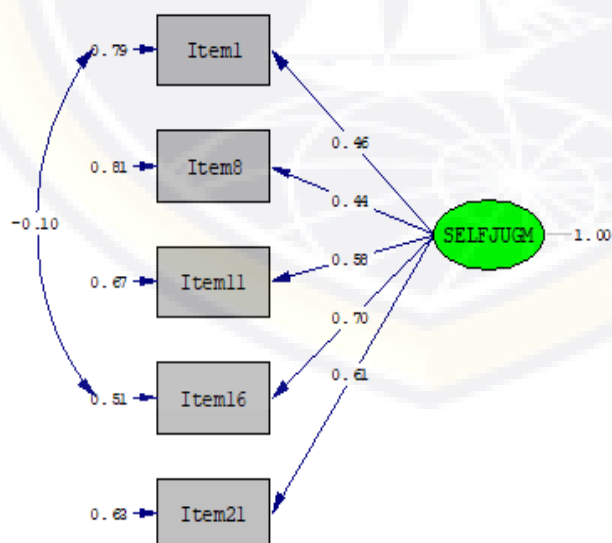 0.79 Item1
0.46
0.81 Item8
0.44
-0.10
SELFJUGM 1.00
0.58
0.67 Item11
0.70
0.61
0.51 Item16
0.63 Item21